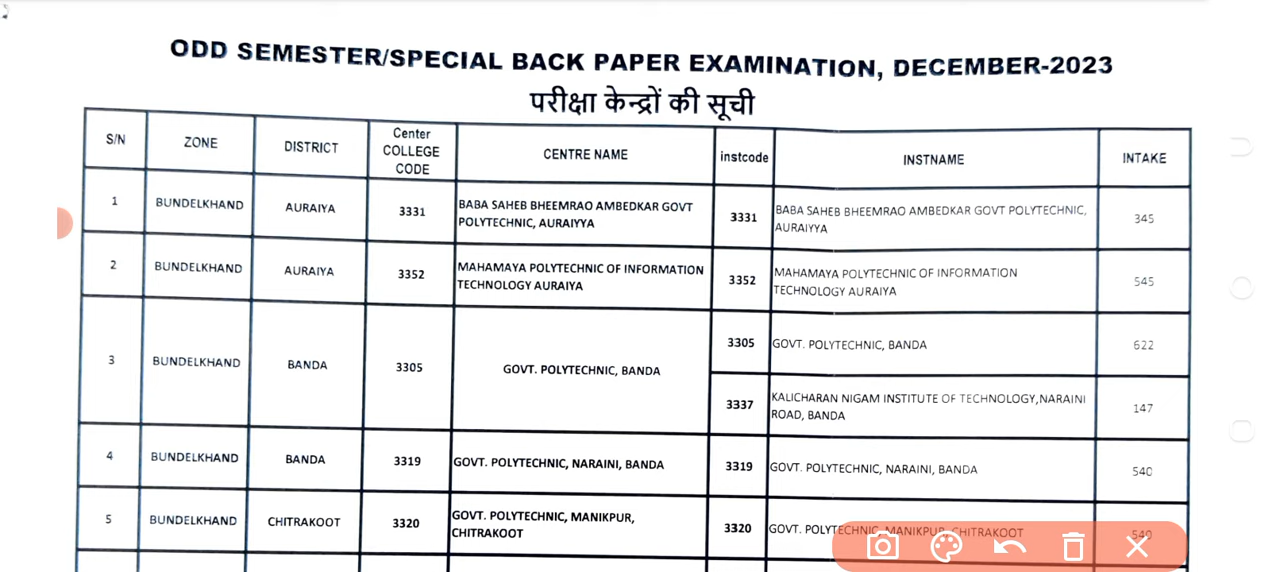 ODD SEMESTER/SPECIAL BACK PAPER EXAMINATION, DECEMBER-2023
परीक्षा केन्द्रों की सूची
S/N ZONE DISTRICT Center COLLEGE CODE CENTRE NAME instcode INSTNAME INTAKE
1 BUNDELKHAND AURAIYA 3331 BABA SAHEB BHEEMRAO AMBEDKAR GOVT POLYTECHNIC, AURAIYYA 3331 BABA SAHEB BHEEMRAO AMBEDKAR GOVT POLYTECHNIC, AURAIYYA 345
2 BUNDELKHAND AURAIYA 3352 MAHAMAYA POLYTECHNIC OF INFORMATION TECHNOLOGY AURAIYA 3352 MAHAMAYA POLYTECHNIC OF INFORMATION TECHNOLOGY AURAIYA 545
3 BUNDELKHAND BANDA 3305 GOVT. POLYTECHNIC, BANDA 3305 GOVT. POLYTECHNIC, BANDA 622
3337 KALICHARAN NIGAM INSTITUTE OF TECHNOLOGY,NARAINI ROAD, BANDA 147
4 BUNDELKHAND BANDA 3319 GOVT. POLYTECHNIC, NARAINI, BANDA 3319 GOVT. POLYTECHNIC, NARAINI, BANDA 540
5 BUNDELKHAND CHITRAKOOT 3320 GOVT. POLYTECHNIC, MANIKPUR, CHITRAKOOT 3320 GOVT. POLYTECHNIC, MANIKPUR, CHITRAKOOT 540